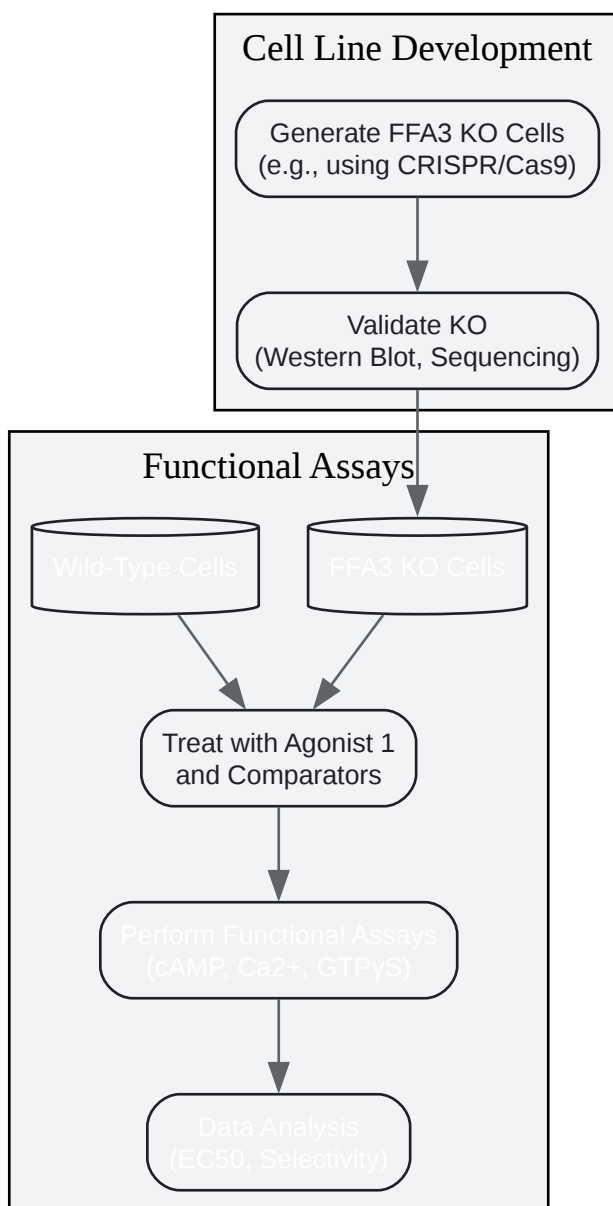 Cell Line Development
Generate FFA3 KO Cells
(e.g., using CRISPR/Cas9)
Validate KO
(Western Blot, Sequencing)
Functional Assays
Wild-Type Cells
FFA3 KO Cells
Treat with Agonist 1
and Comparators
Perform Functional Assays
(cAMP, Ca2+, GTPγS)
Data Analysis
(EC50, Selectivity)